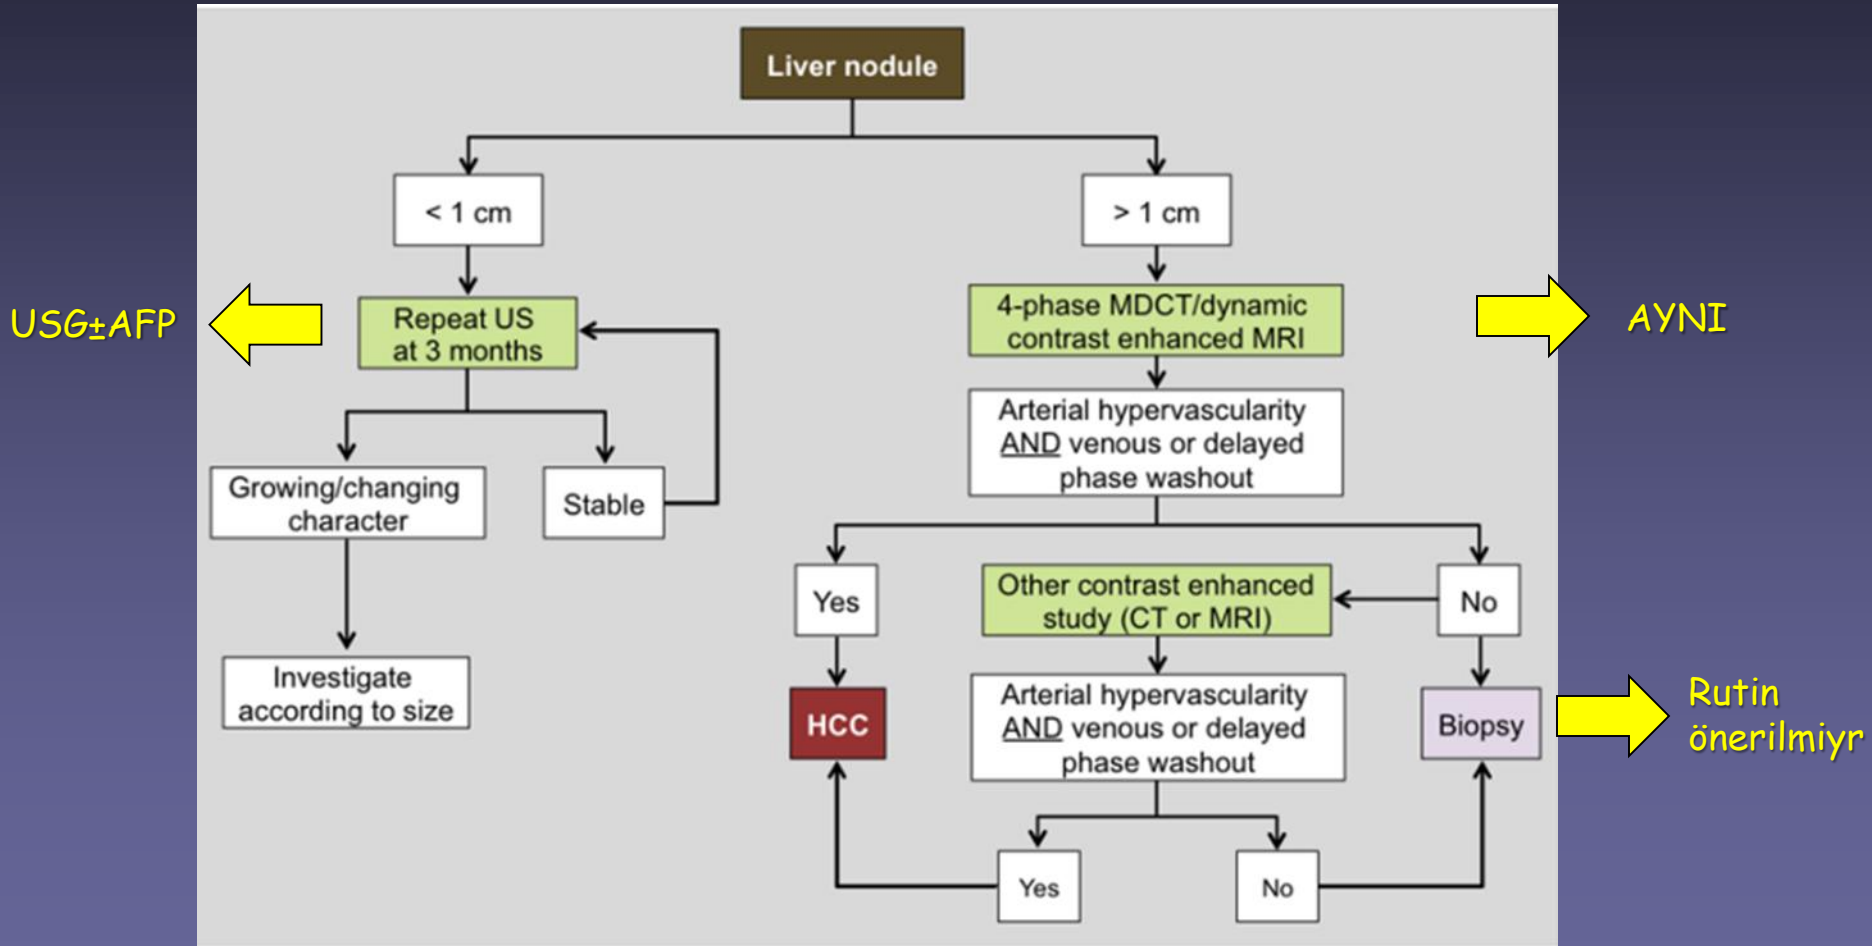 Liver nodule
< 1 cm
> 1 cm
USG±AFP
Repeat US
at 3 months
4-phase MDCT/dynamic
contrast enhanced MRI
AYNI
Arterial hypervascularity
AND venous or delayed
phase washout
Growing/changing
character
Stable
Yes
Other contrast enhanced
study (CT or MRI)
No
Investigate
according to size
HCC
Arterial hypervascularity
AND venous or delayed
phase washout
Biopsy
Rutin
önerilmiyr
Yes
No